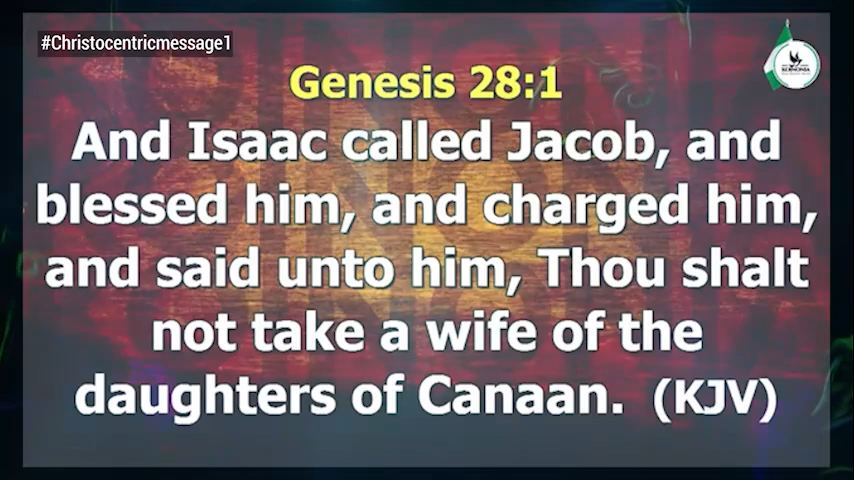 #Christocentricmessage1
Genesis 28:1
And Isaac called Jacob, and
blessed him, and charged him,
and said unto him, Thou shalt
not take a wife of the
daughters of Canaan. (KJV)
KOINONIA